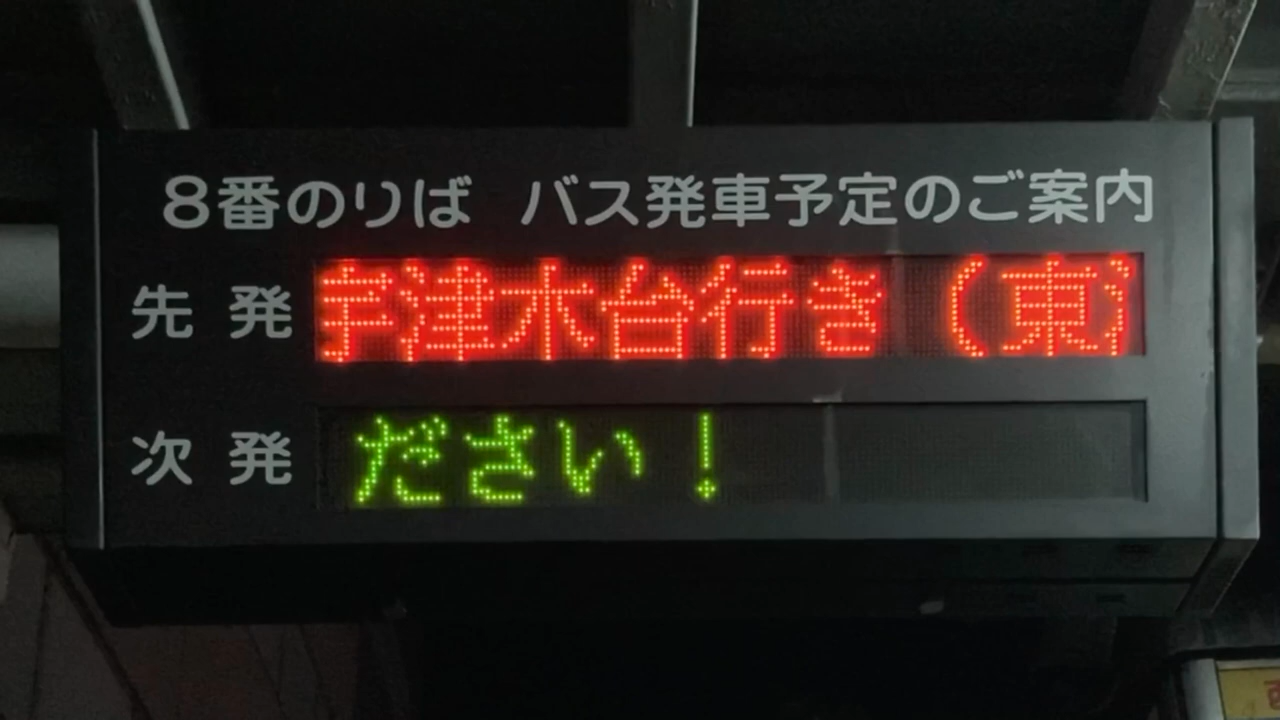 8番のりば バス発車予定のご案内
先発 宇津木台行き（東
次発 ださい！